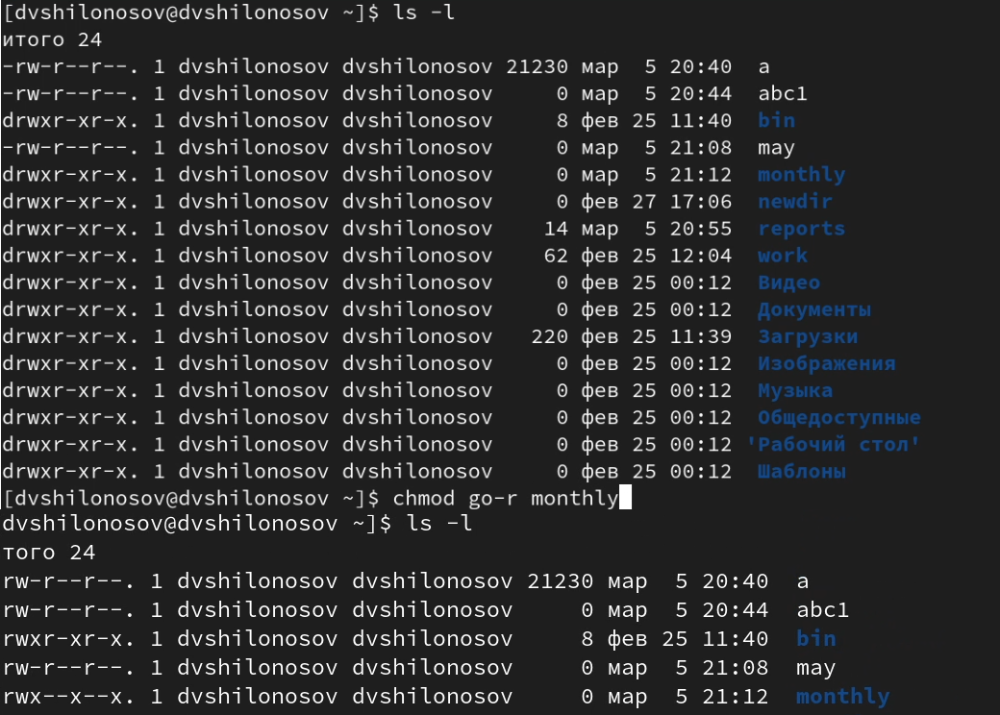 [dvshilonosov@dvshilonosov ~]$ ls -l
итого 24
-rw-r--r--. 1 dvshilonosov dvshilonosov 21230 мар  5 20:40  a
-rw-r--r--. 1 dvshilonosov dvshilonosov     0 мар  5 20:44  abc1
drwxr-xr-x. 1 dvshilonosov dvshilonosov     8 фев 25 11:40  bin
-rw-r--r--. 1 dvshilonosov dvshilonosov     0 мар  5 21:08  may
drwxr-xr-x. 1 dvshilonosov dvshilonosov     0 мар  5 21:12  monthly
drwxr-xr-x. 1 dvshilonosov dvshilonosov     0 фев 27 17:06  newdir
drwxr-xr-x. 1 dvshilonosov dvshilonosov    14 мар  5 20:55  reports
drwxr-xr-x. 1 dvshilonosov dvshilonosov    62 фев 25 12:04  work
drwxr-xr-x. 1 dvshilonosov dvshilonosov     0 фев 25 00:12  Видео
drwxr-xr-x. 1 dvshilonosov dvshilonosov     0 фев 25 00:12  Документы
drwxr-xr-x. 1 dvshilonosov dvshilonosov   220 фев 25 11:39  Загрузки
drwxr-xr-x. 1 dvshilonosov dvshilonosov     0 фев 25 00:12  Изображения
drwxr-xr-x. 1 dvshilonosov dvshilonosov     0 фев 25 00:12  Музыка
drwxr-xr-x. 1 dvshilonosov dvshilonosov     0 фев 25 00:12  Общедоступные
drwxr-xr-x. 1 dvshilonosov dvshilonosov     0 фев 25 00:12 'Рабочий стол'
drwxr-xr-x. 1 dvshilonosov dvshilonosov     0 фев 25 00:12  Шаблоны
[dvshilonosov@dvshilonosov ~]$ chmod go-r monthly
dvshilonosov@dvshilonosov ~]$ ls -l
того 24
rw-r--r--. 1 dvshilonosov dvshilonosov 21230 мар  5 20:40  a
rw-r--r--. 1 dvshilonosov dvshilonosov     0 мар  5 20:44  abc1
rwxr-xr-x. 1 dvshilonosov dvshilonosov     8 фев 25 11:40  bin
rw-r--r--. 1 dvshilonosov dvshilonosov     0 мар  5 21:08  may
rwx--x--x. 1 dvshilonosov dvshilonosov     0 мар  5 21:12  monthly